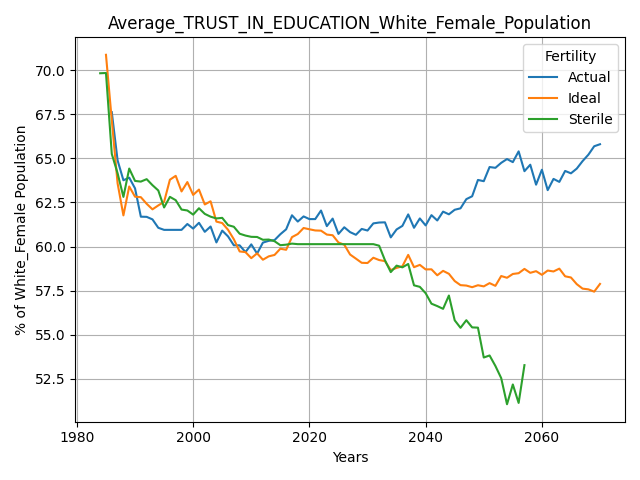 Average_TRUST_IN_EDUCATION_White_Female_Population
Fertility
Actual
Ideal
Sterile
% of White_Female Population
70.0
67.5
65.0
62.5
60.0
57.5
55.0
52.5
1980
2000
2020
2040
2060
Years